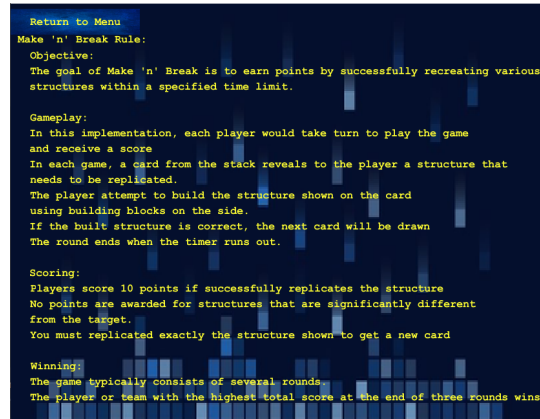 Return to Menu
Make 'n' Break Rule:
Objective:
The goal of Make 'n' Break is to earn points by successfully recreating various
structures within a specified time limit.
Gameplay:
In this implementation, each player would take turn to play the game
and receive a score
In each game, a card from the stack reveals to the player a structure that
needs to be replicated.
The player attempt to build the structure shown on the card
using building blocks on the side.
If the built structure is correct, the next card will be drawn
The round ends when the timer runs out.
Scoring:
Players score 10 points if successfully replicates the structure
No points are awarded for structures that are significantly different
from the target.
You must replicated exactly the structure shown to get a new card
Winning:
The game typically consists of several rounds.
The player or team with the highest total score at the end of three rounds wins